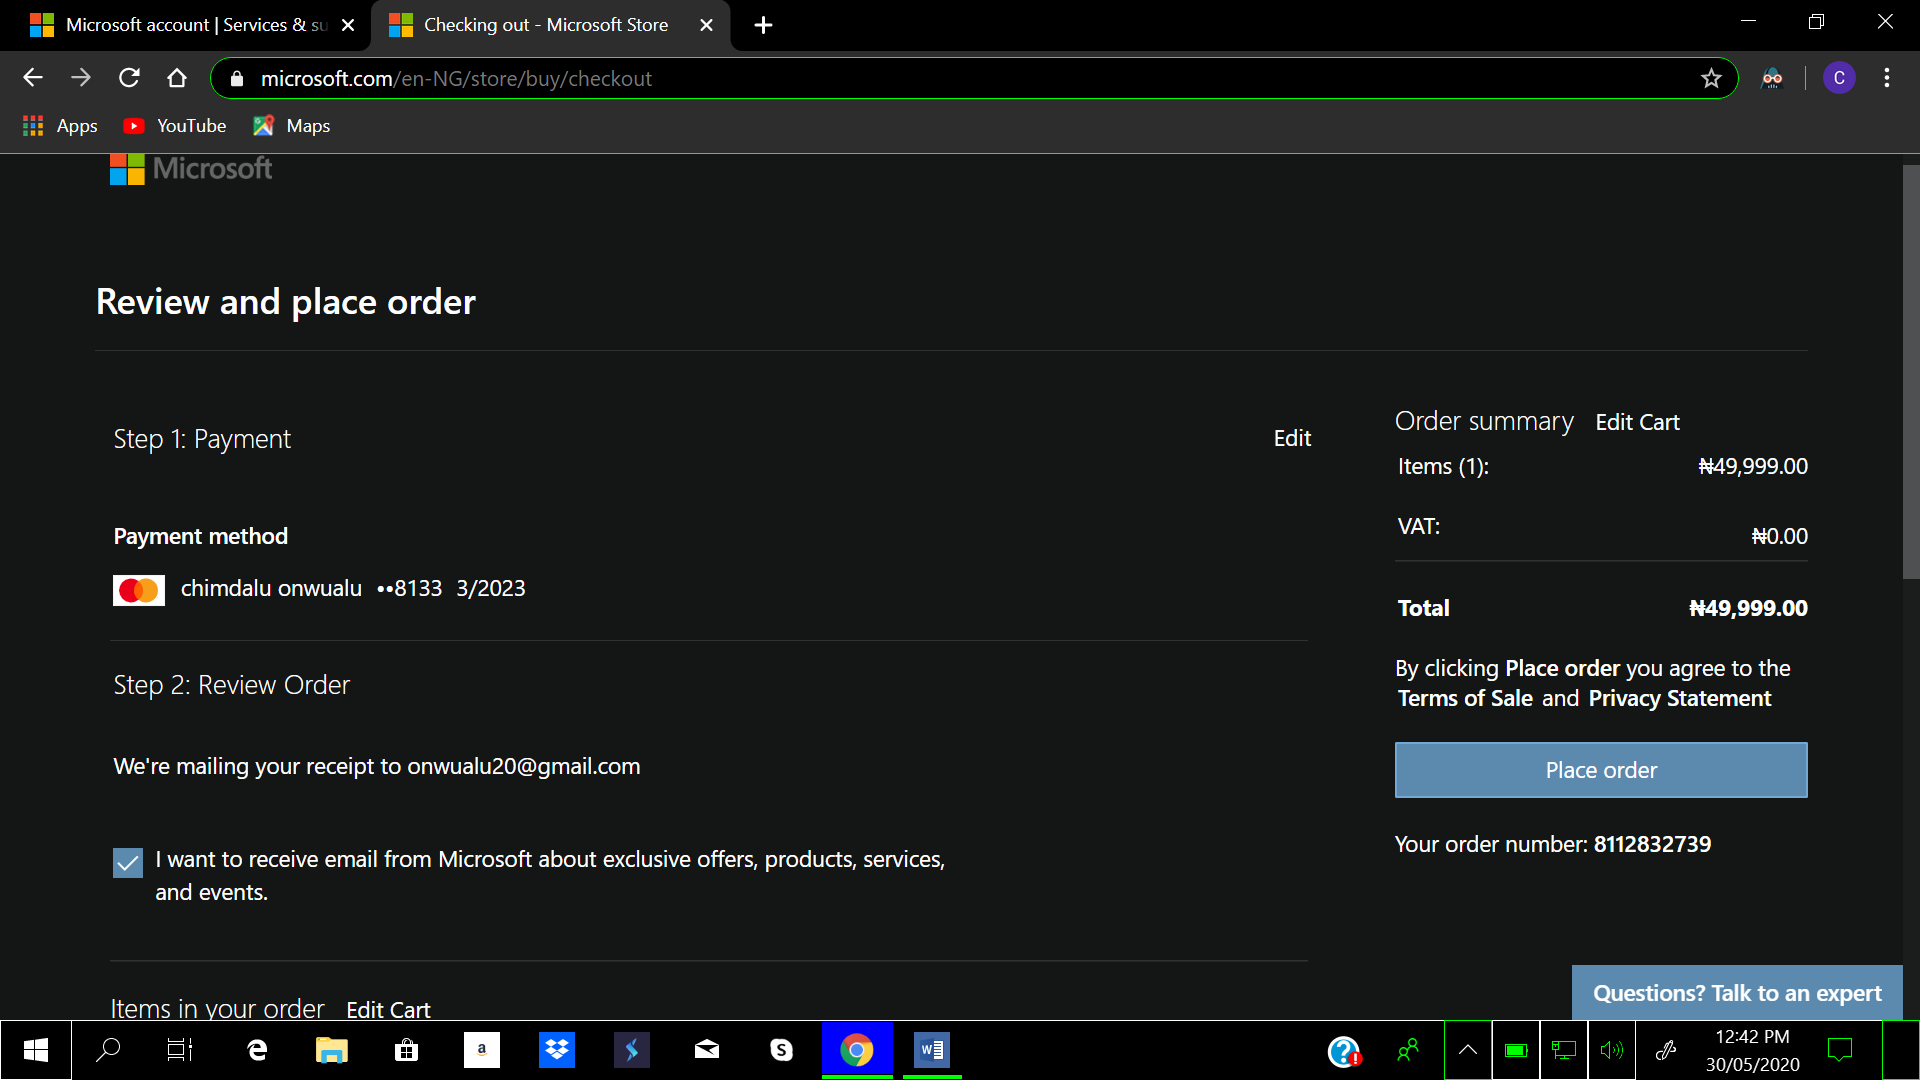 Microsoft account | Services & su
Checking out - Microsoft Store
microsoft.com/en-NG/store/buy/checkout
C
Apps
YouTube
Maps
Microsoft
Review and place order
Step 1: Payment
Edit
Payment method
chimdalu onwualu ••8133 3/2023
Step 2: Review Order
We're mailing your receipt to onwualu20@gmail.com
I want to receive email from Microsoft about exclusive offers, products, services,
and events.
Items in your order Edit Cart
Order summary Edit Cart
Items (1): ₦49,999.00
VAT: ₦0.00
Total ₦49,999.00
By clicking Place order you agree to the
Terms of Sale and Privacy Statement
Place order
Your order number: 8112832739
Questions? Talk to an expert
12:42 PM
30/05/2020